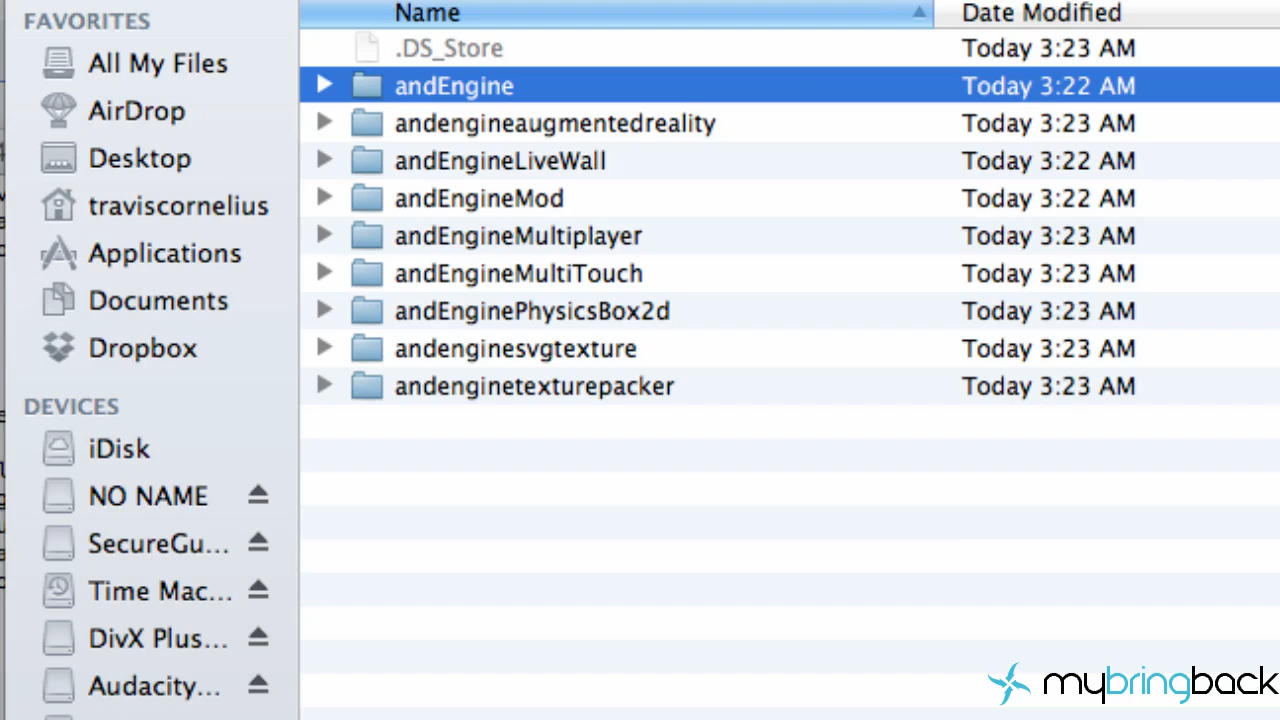 FAVORITES
All My Files
AirDrop
Desktop
traviscornelius
Applications
Documents
Dropbox
DEVICES
iDisk
NO NAME
SecureGu...
Time Mac...
DivX Plus...
Audacity...
Name Date Modified
.DS_Store Today 3:23 AM
andEngine Today 3:22 AM
andengineaugmentedreality Today 3:23 AM
andEngineLiveWall Today 3:22 AM
andEngineMod Today 3:22 AM
andEngineMultiplayer Today 3:23 AM
andEngineMultiTouch Today 3:23 AM
andEnginePhysicsBox2d Today 3:23 AM
andenginesvgtexture Today 3:23 AM
andenginetexturepacker Today 3:23 AM
mybringback